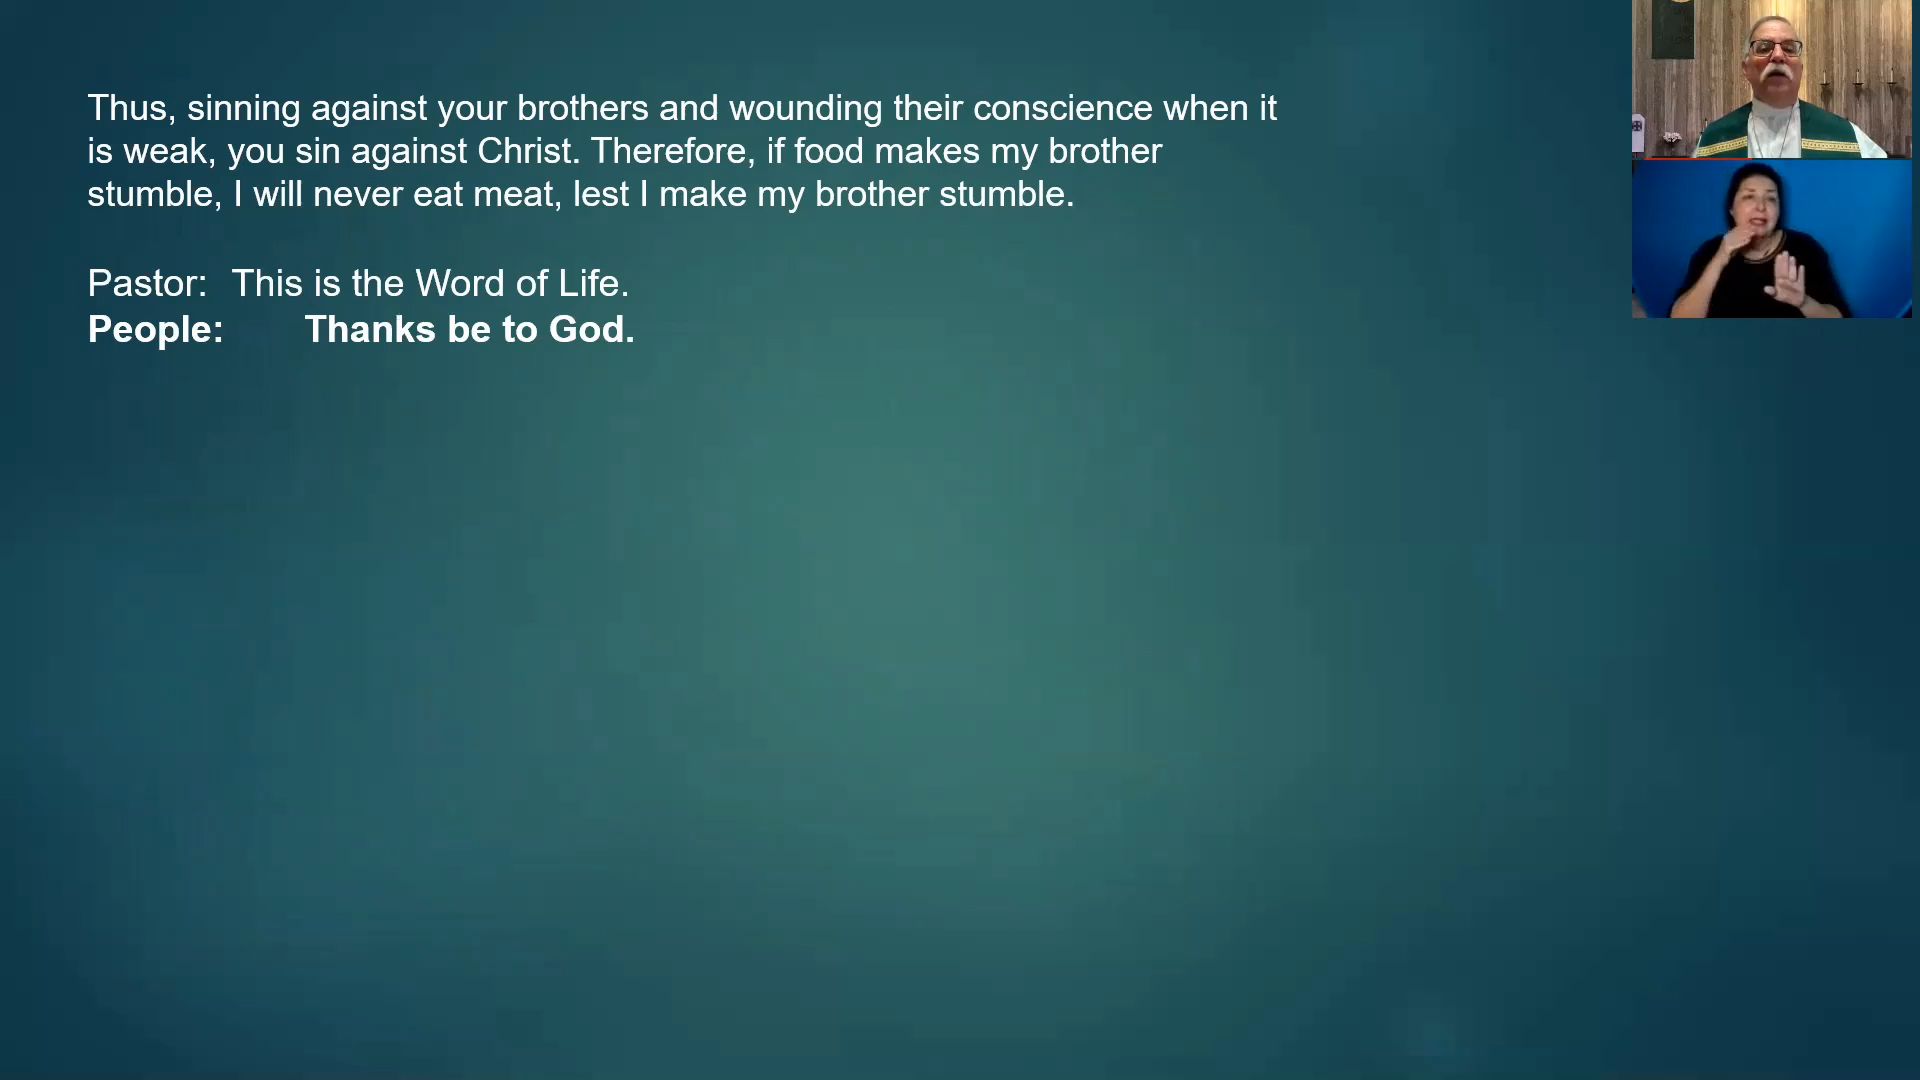 Thus, sinning against your brothers and wounding their conscience when it
is weak, you sin against Christ. Therefore, if food makes my brother
stumble, I will never eat meat, lest I make my brother stumble.
Pastor: This is the Word of Life.
People: Thanks be to God.